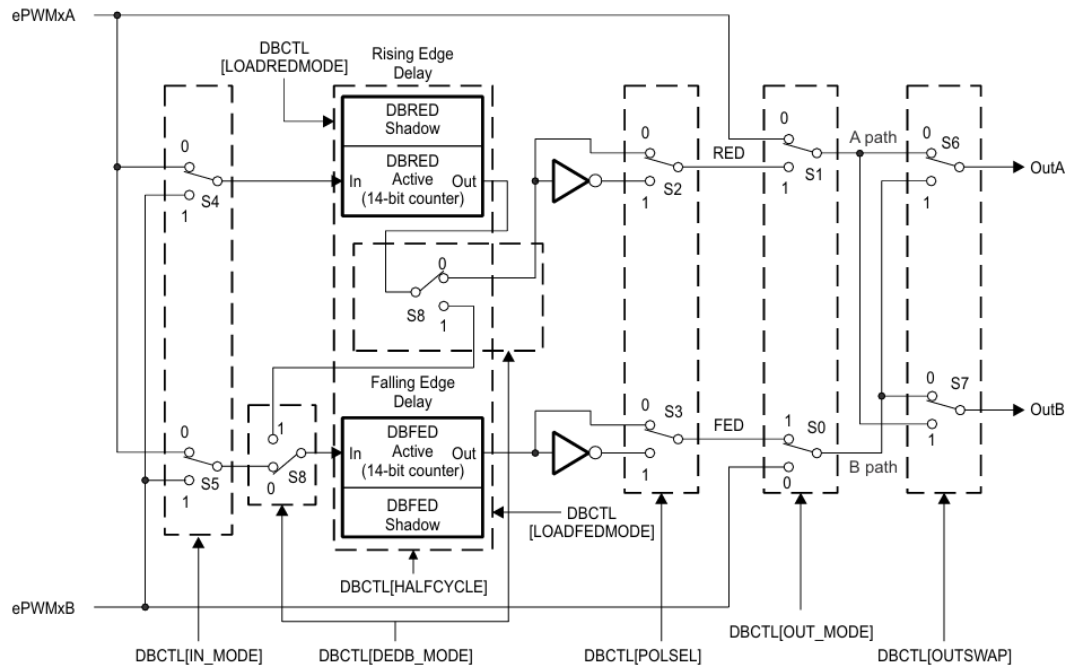 ePWMxA
DBCTL
[LOADREDMODE]
Rising Edge
Delay
DBRED
Shadow
DBRED
Active
(14-bit counter)
In
Out
0
S4
1
0
S8
1
0
S2
1
RED
0
S1
1
A path
0
S6
1
OutA
Falling Edge
Delay
DBFED
Active
(14-bit counter)
In
Out
DBFED
Shadow
0
S5
1
1
S8
0
0
S3
1
FED
1
S0
0
B path
0
S7
1
OutB
DBCTL
[LOADFEDMODE]
DBCTL[HALFCYCLE]
ePWMxB
DBCTL[IN_MODE]
DBCTL[DEDB_MODE]
DBCTL[POLSEL]
DBCTL[OUT_MODE]
DBCTL[OUTSWAP]